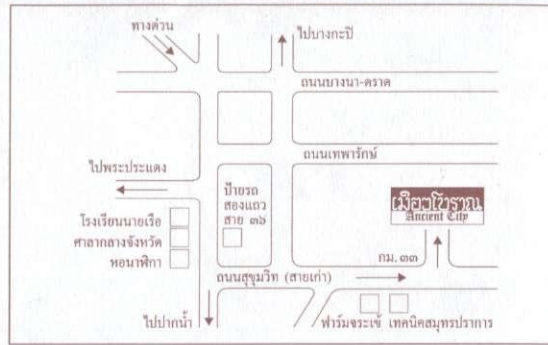 ทางด่วน
ไปบางกะปิ
ถนนบางนา-ตราด
ถนนเทพารักษ์
ไปพระประแดง
ป้ายรถ
สองแถว
สาย ๓๖
เมืองโบราณ
Ancient City
โรงเรียนนายเรือ
ศาลากลางจังหวัด
หอนาฬิกา
กม. ๓๓
ถนนสุขุมวิท (สายเก่า)
ไปปากน้ำ
ฟาร์มจระเข้ เทคนิคสมุทรปราการ